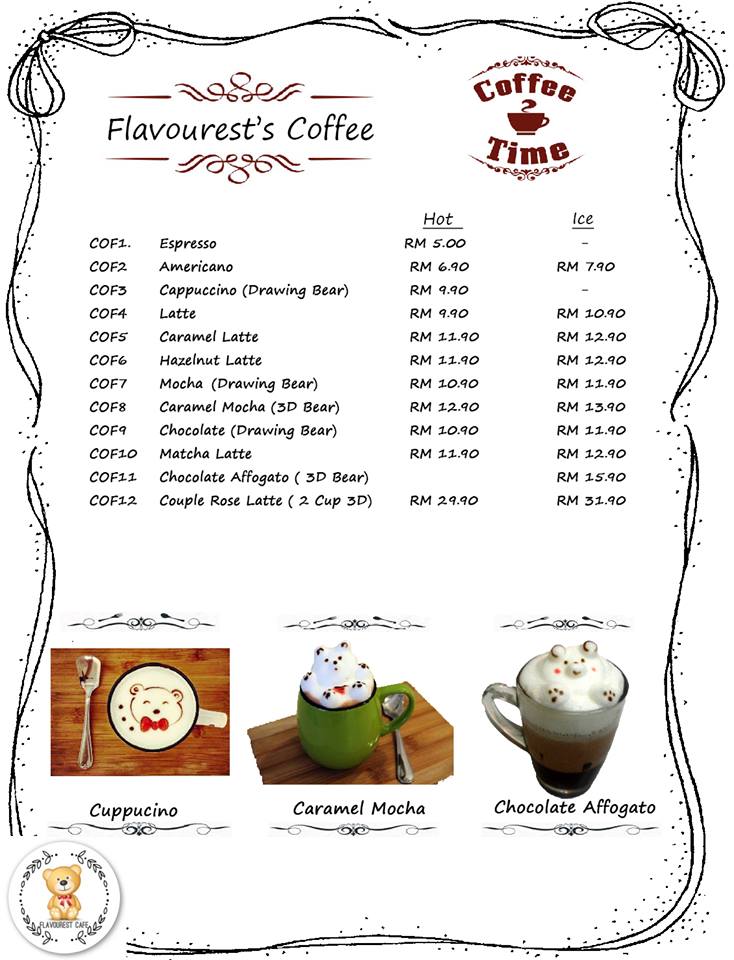 Flavourest's Coffee
Coffee
Time
Hot Ice
COF1. Espresso RM 5.00 -
COF2 Americano RM 6.90 RM 7.90
COF3 Cappuccino (Drawing Bear) RM 9.90 -
COF4 Latte RM 9.90 RM 10.90
COF5 Caramel Latte RM 11.90 RM 12.90
COF6 Hazelnut Latte RM 11.90 RM 12.90
COF7 Mocha (Drawing Bear) RM 10.90 RM 11.90
COF8 Caramel Mocha (3D Bear) RM 12.90 RM 13.90
COF9 Chocolate (Drawing Bear) RM 10.90 RM 11.90
COF10 Matcha Latte RM 11.90 RM 12.90
COF11 Chocolate Affogato ( 3D Bear) RM 15.90
COF12 Couple Rose Latte ( 2 Cup 3D) RM 29.90 RM 31.90
Cuppucino Caramel Mocha Chocolate Affogato
FLAVOUREST CAFE